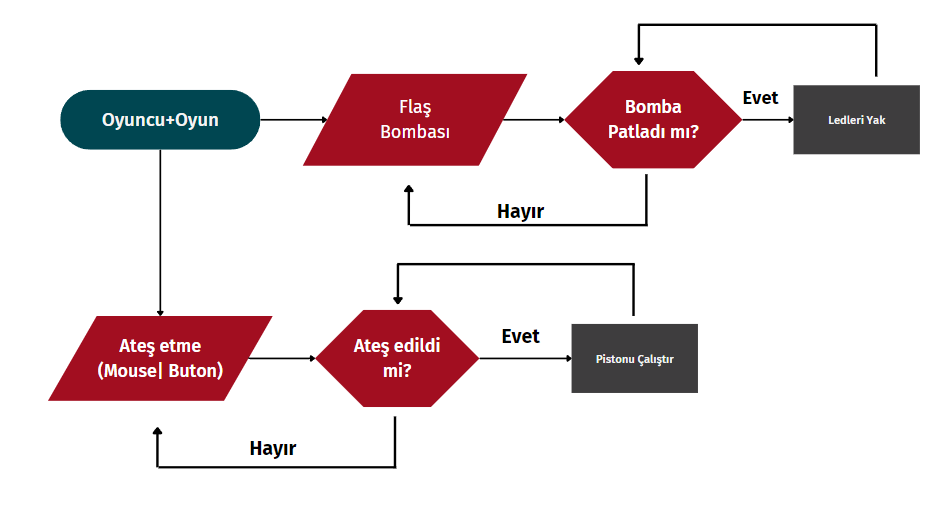 Oyuncu+Oyun
Flaş
Bombası
Bomba
Patladı mı?
Evet
Ledleri Yak
Hayır
Ateş etme
(Mouse| Buton)
Ateş edildi
mi?
Evet
Pistonu Çalıştır
Hayır